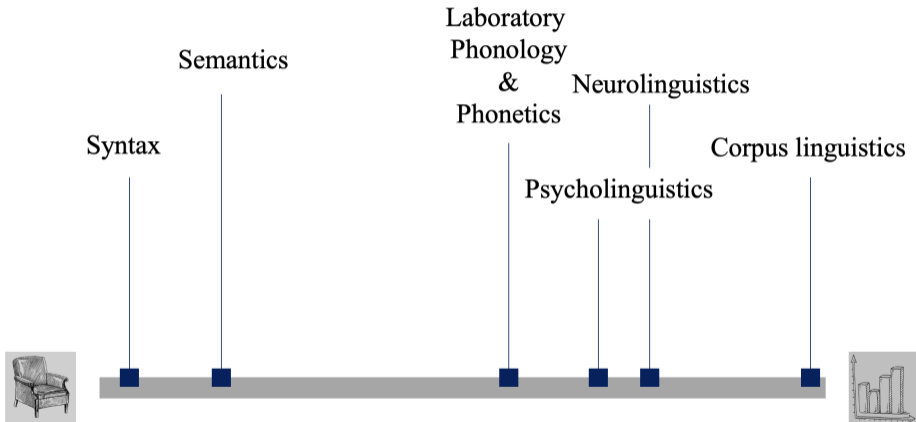 Laboratory
Phonology
&
Phonetics
Semantics
Neurolinguistics
Syntax
Corpus linguistics
Psycholinguistics